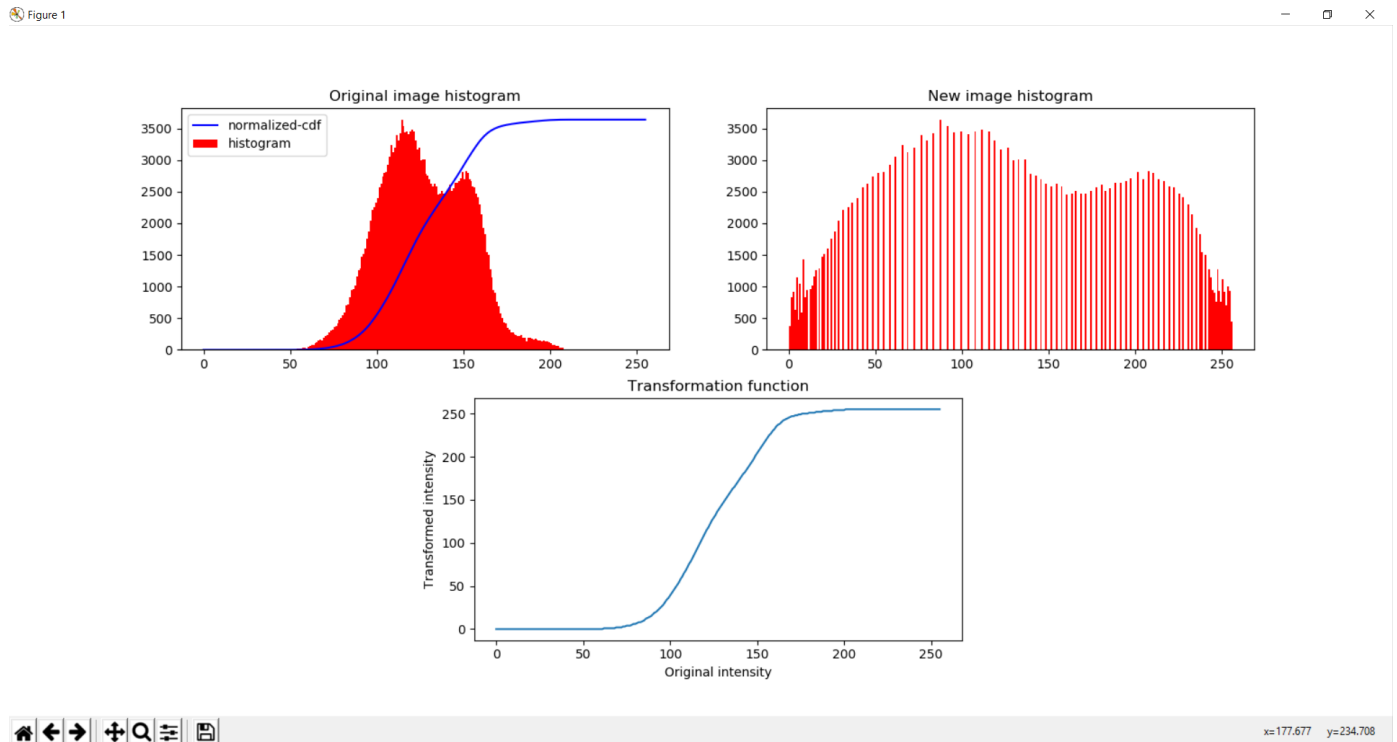 Figure 1
Original image histogram
normalized-cdf
histogram
3500
3000
2500
2000
1500
1000
500
0
0 50 100 150 200 250
New image histogram
3500
3000
2500
2000
1500
1000
500
0
0 50 100 150 200 250
Transformation function
Transformed intensity
250
200
150
100
50
0
0 50 100 150 200 250
Original intensity
x=177.677 y=234.708